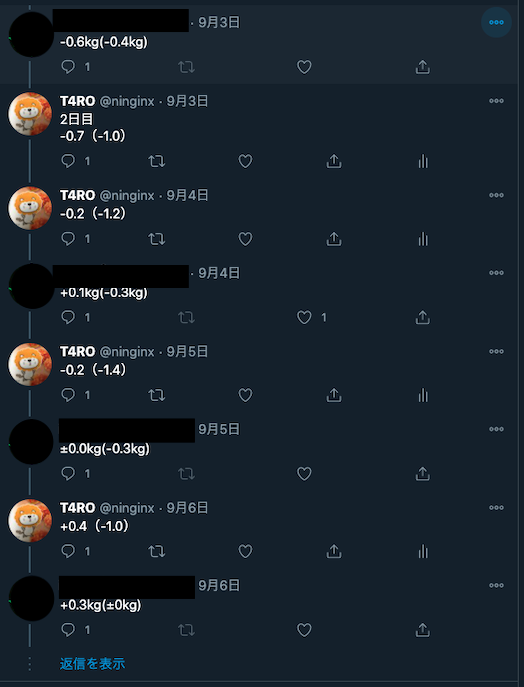 · 9月3日
-0.6kg(-0.4kg)
1
T4RO @ninginx · 9月3日
2日目
-0.7（-1.0）
1
T4RO @ninginx · 9月4日
-0.2（-1.2）
1
· 9月4日
+0.1kg(-0.3kg)
1 1
T4RO @ninginx · 9月5日
-0.2（-1.4）
1
9月5日
±0.0kg(-0.3kg)
1
T4RO @ninginx · 9月6日
+0.4（-1.0）
1
9月6日
+0.3kg(±0kg)
1
返信を表示